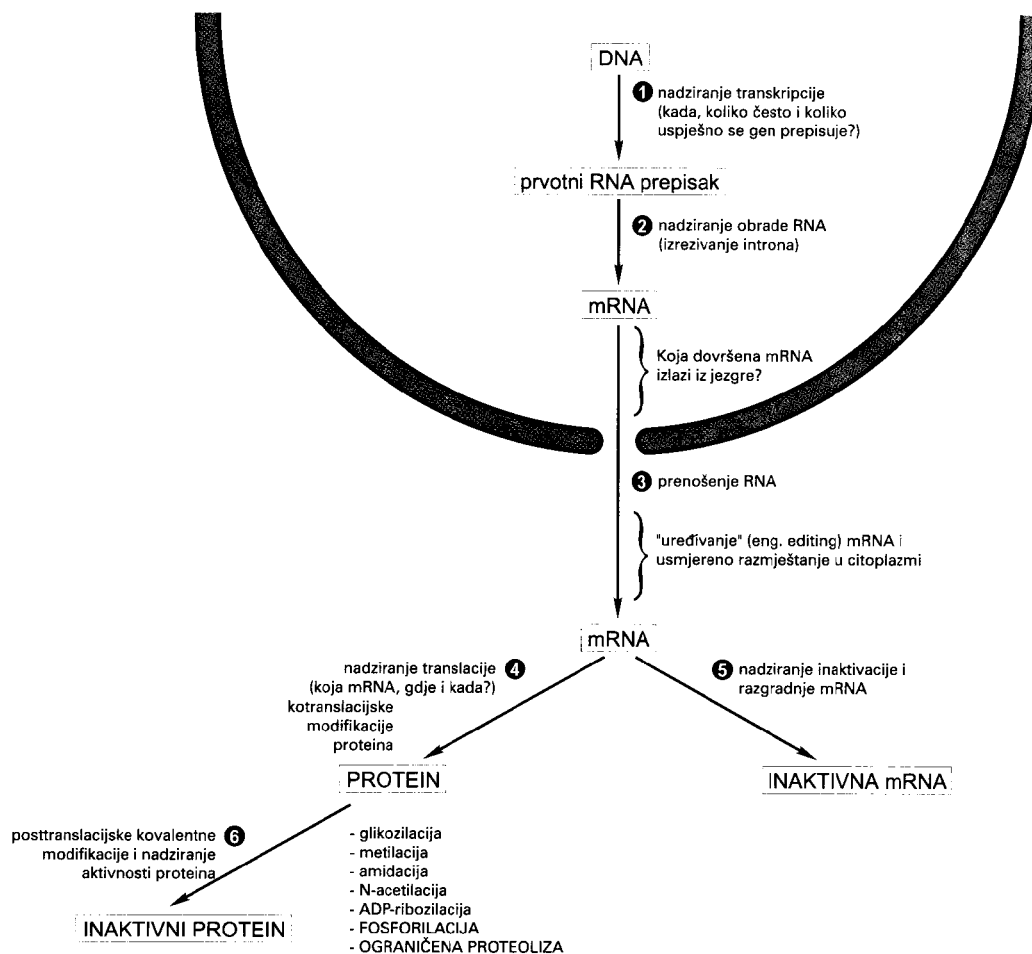 DNA
1 nadziranje transkripcije
(kada, koliko često i koliko
uspješno se gen prepisuje?)
prvotni RNA prepisak
2 nadziranje obrade RNA
(izrezivanje introna)
mRNA
Koja dovršena mRNA
izlazi iz jezgre?
3 prenošenje RNA
"uređivanje" (eng. editing) mRNA i
usmjereno razmještanje u citoplazmi
mRNA
nadziranje translacije 4
(koja mRNA, gdje i kada?)
kotranslacijske
modifikacije
proteina
5 nadziranje inaktivacije i
razgradnje mRNA
PROTEIN
INAKTIVNA mRNA
posttranslacijske kovalentne 6
modifikacije i nadziranje
aktivnosti proteina
- glikozilacija
- metilacija
- amidacija
- N-acetilacija
- ADP-ribozilacija
- FOSFORILACIJA
- OGRANIČENA PROTEOLIZA
INAKTIVNI PROTEIN